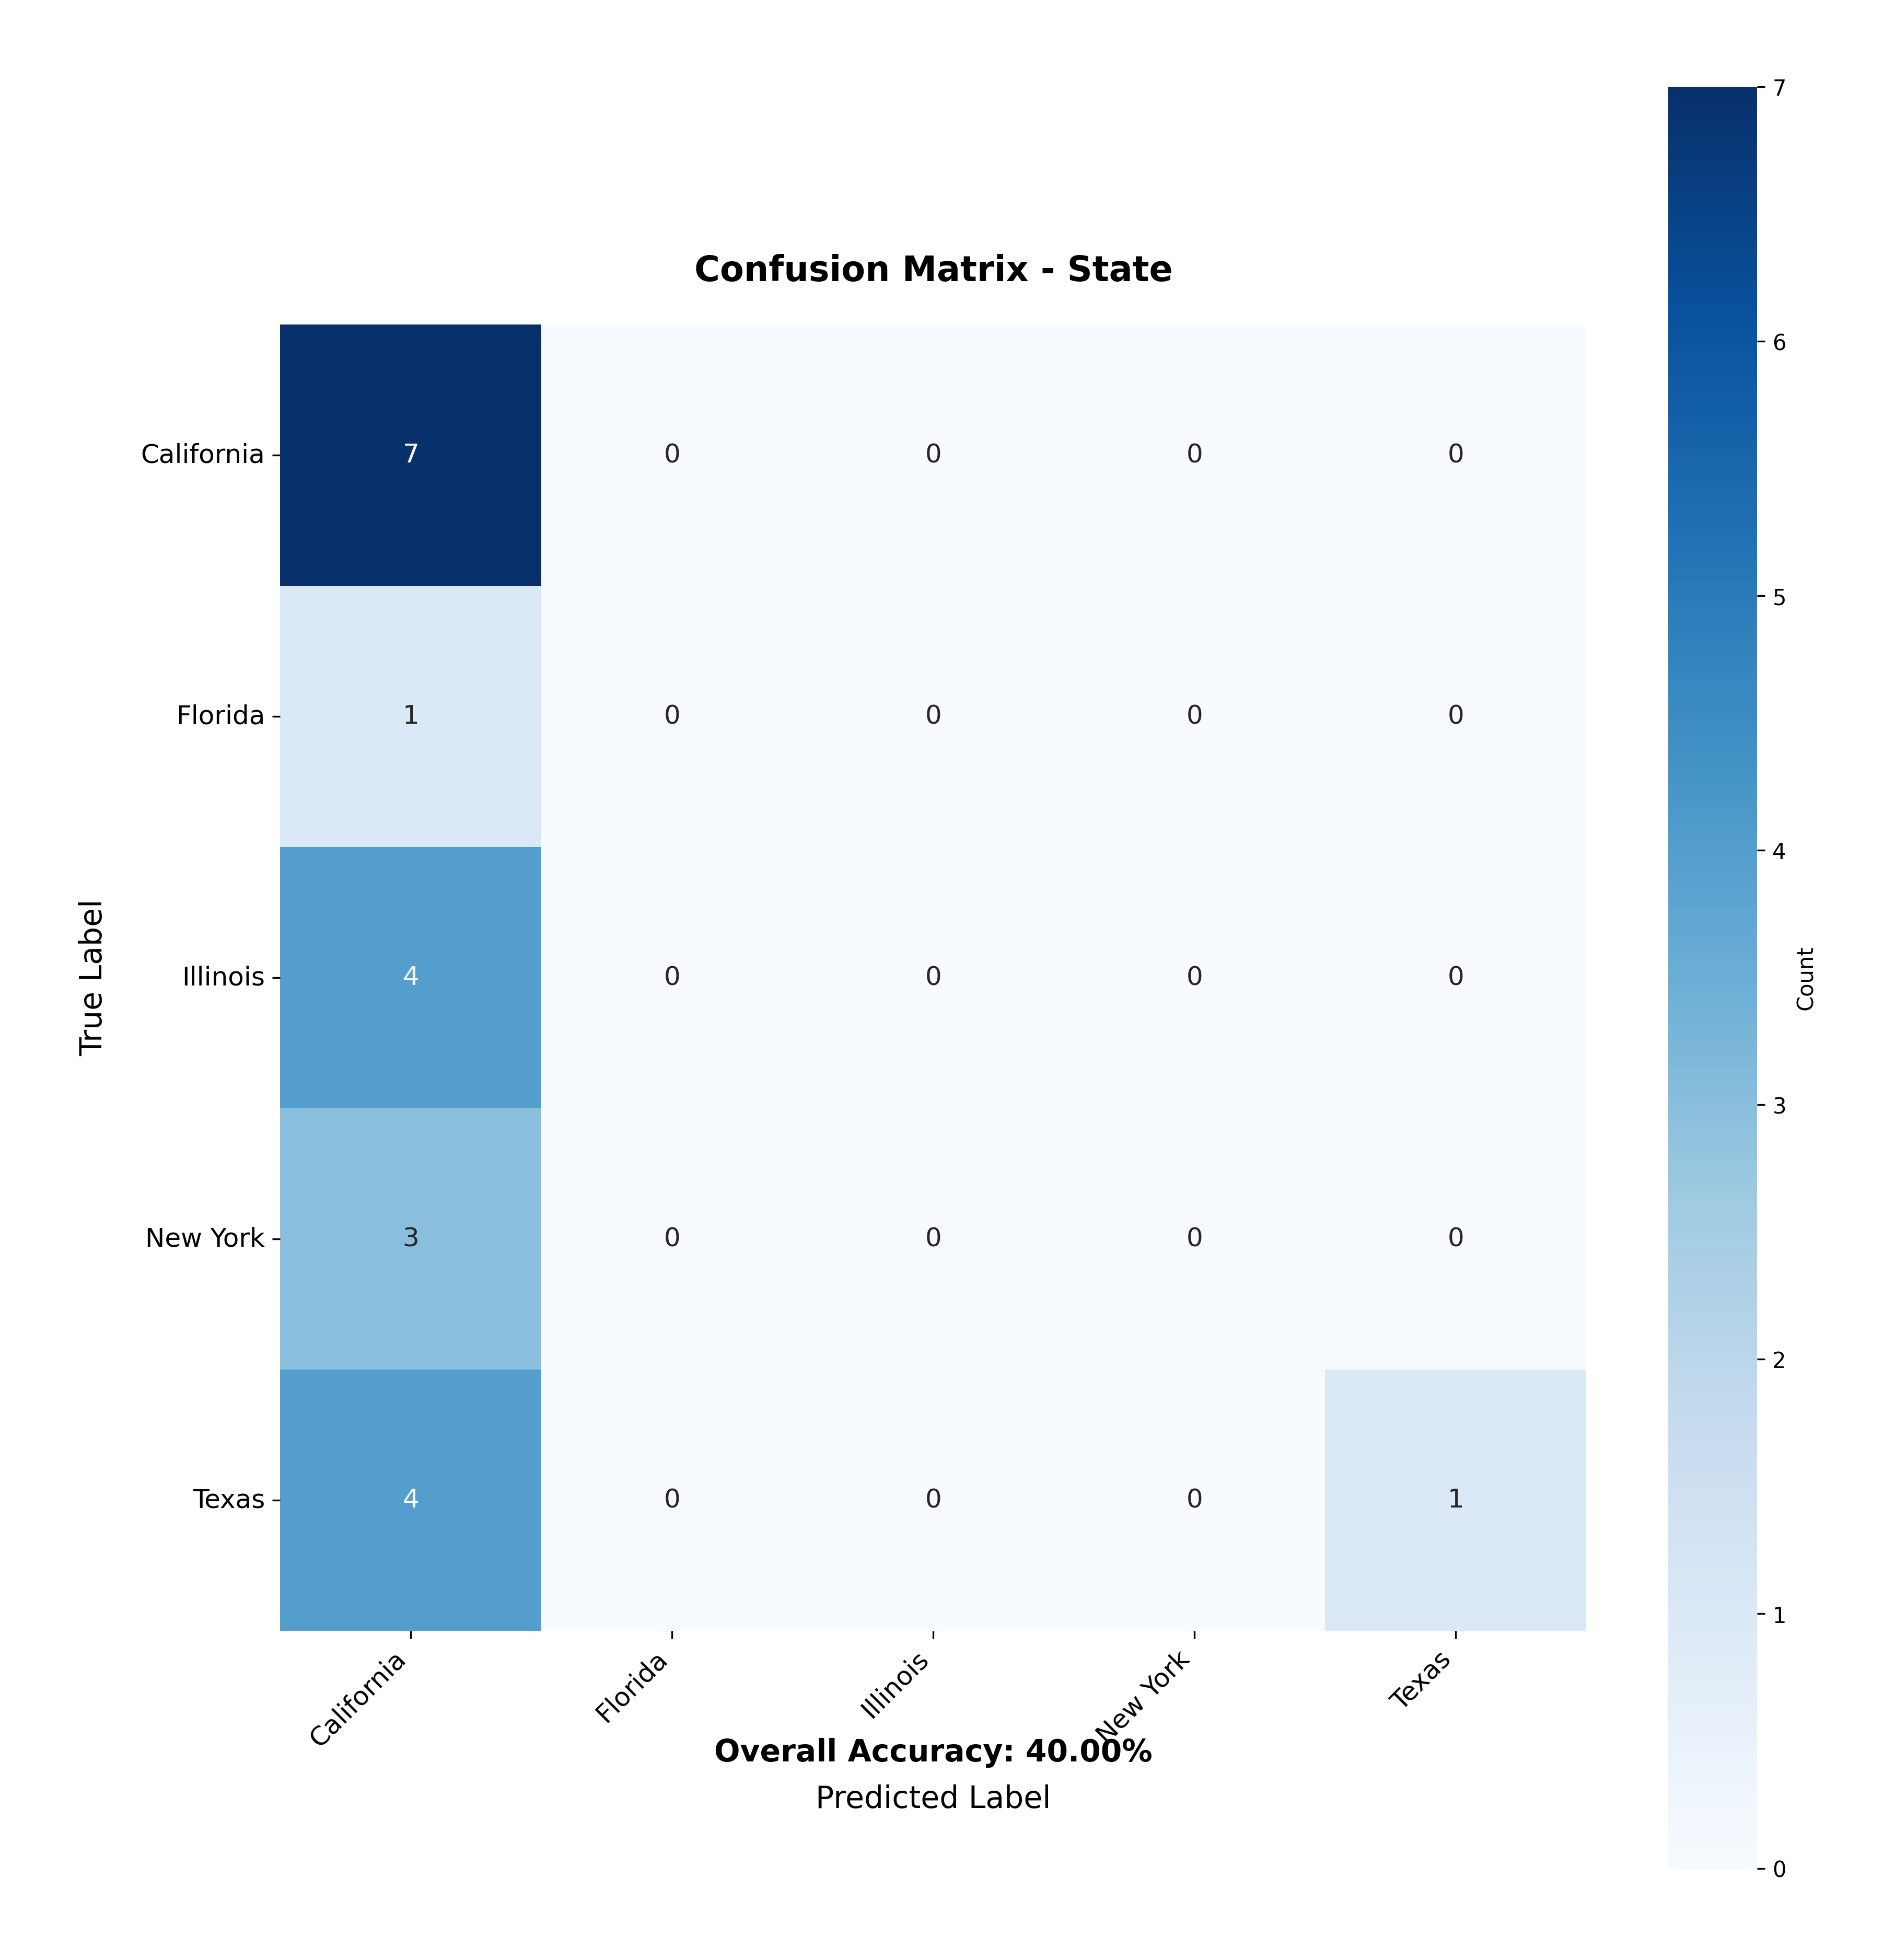 Confusion Matrix - State
7
6
5
4
3
2
1
0
Count
True Label
California 7 0 0 0 0
Florida 1 0 0 0 0
Illinois 4 0 0 0 0
New York 3 0 0 0 0
Texas 4 0 0 0 1
California Florida Illinois New York Texas
Overall Accuracy: 40.00%
Predicted Label